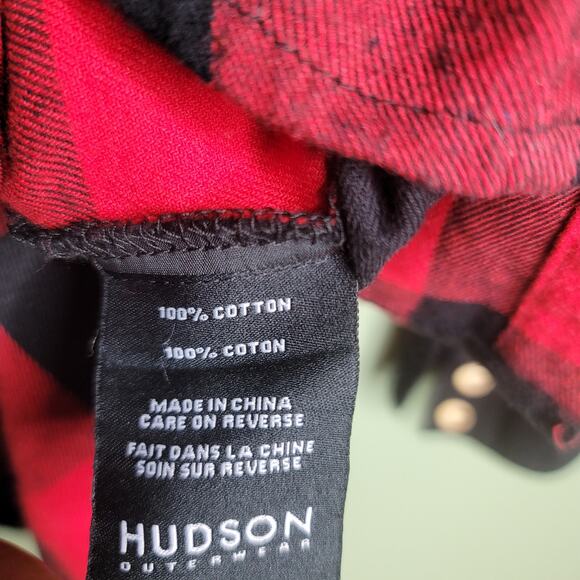 100% COTTON
100% COTON
MADE IN CHINA
CARE ON REVERSE
FAIT DANS LA CHINE
SOIN SUR REVERSE
HUDSON
OUTERWEAR